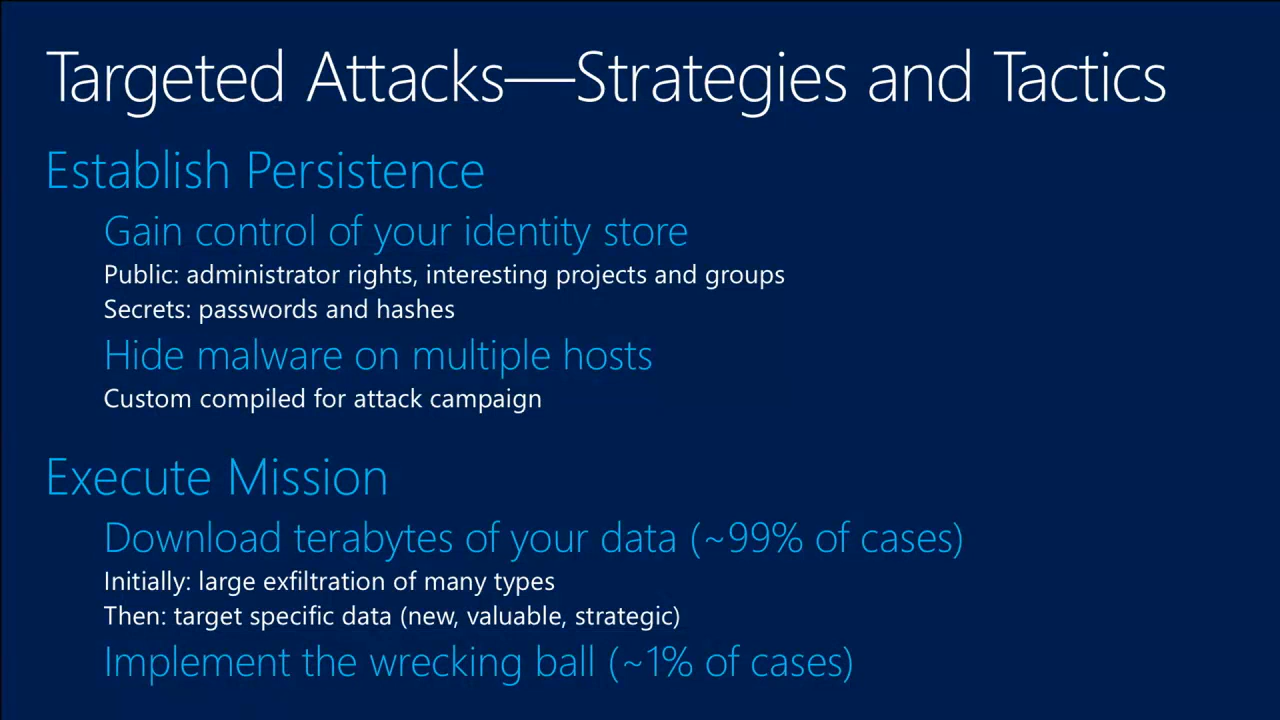 Targeted Attacks—Strategies and Tactics
Establish Persistence
Gain control of your identity store
Public: administrator rights, interesting projects and groups
Secrets: passwords and hashes
Hide malware on multiple hosts
Custom compiled for attack campaign
Execute Mission
Download terabytes of your data (~99% of cases)
Initially: large exfiltration of many types
Then: target specific data (new, valuable, strategic)
Implement the wrecking ball (~1% of cases)